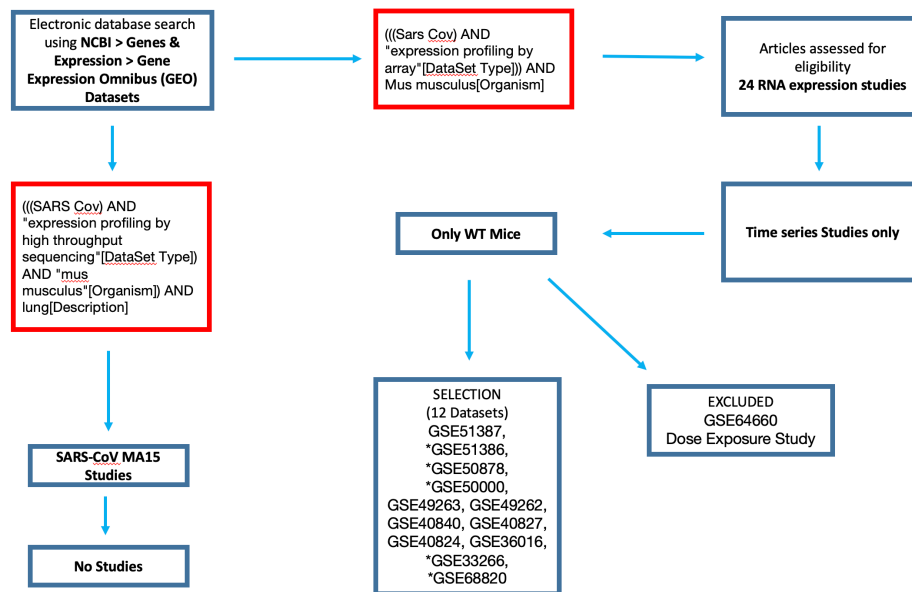 Electronic database search
using NCBI > Genes &
Expression > Gene
Expression Omnibus (GEO)
Datasets
(((Sars Cov) AND
"expression profiling by
array"[DataSet Type])) AND
Mus musculus[Organism]
Articles assessed for
eligibility
24 RNA expression studies
(((SARS Cov) AND
"expression profiling by
high throughput
sequencing"[DataSet Type])
AND "mus
musculus"[Organism]) AND
lung[Description]
Only WT Mice
Time series Studies only
SELECTION
(12 Datasets)
GSE51387,
*GSE51386,
*GSE50878,
*GSE50000,
GSE49263, GSE49262,
GSE40840, GSE40827,
GSE40824, GSE36016,
*GSE33266,
*GSE68820
EXCLUDED
GSE64660
Dose Exposure Study
SARS-CoV MA15
Studies
No Studies